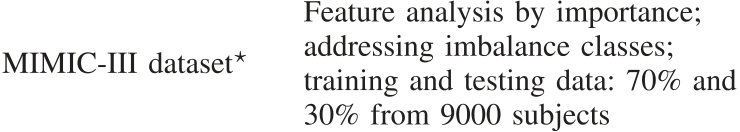 Feature analysis by importance;
addressing imbalance classes;
MIMIC-III dataset⋆
training and testing data: 70% and
30% from 9000 subjects